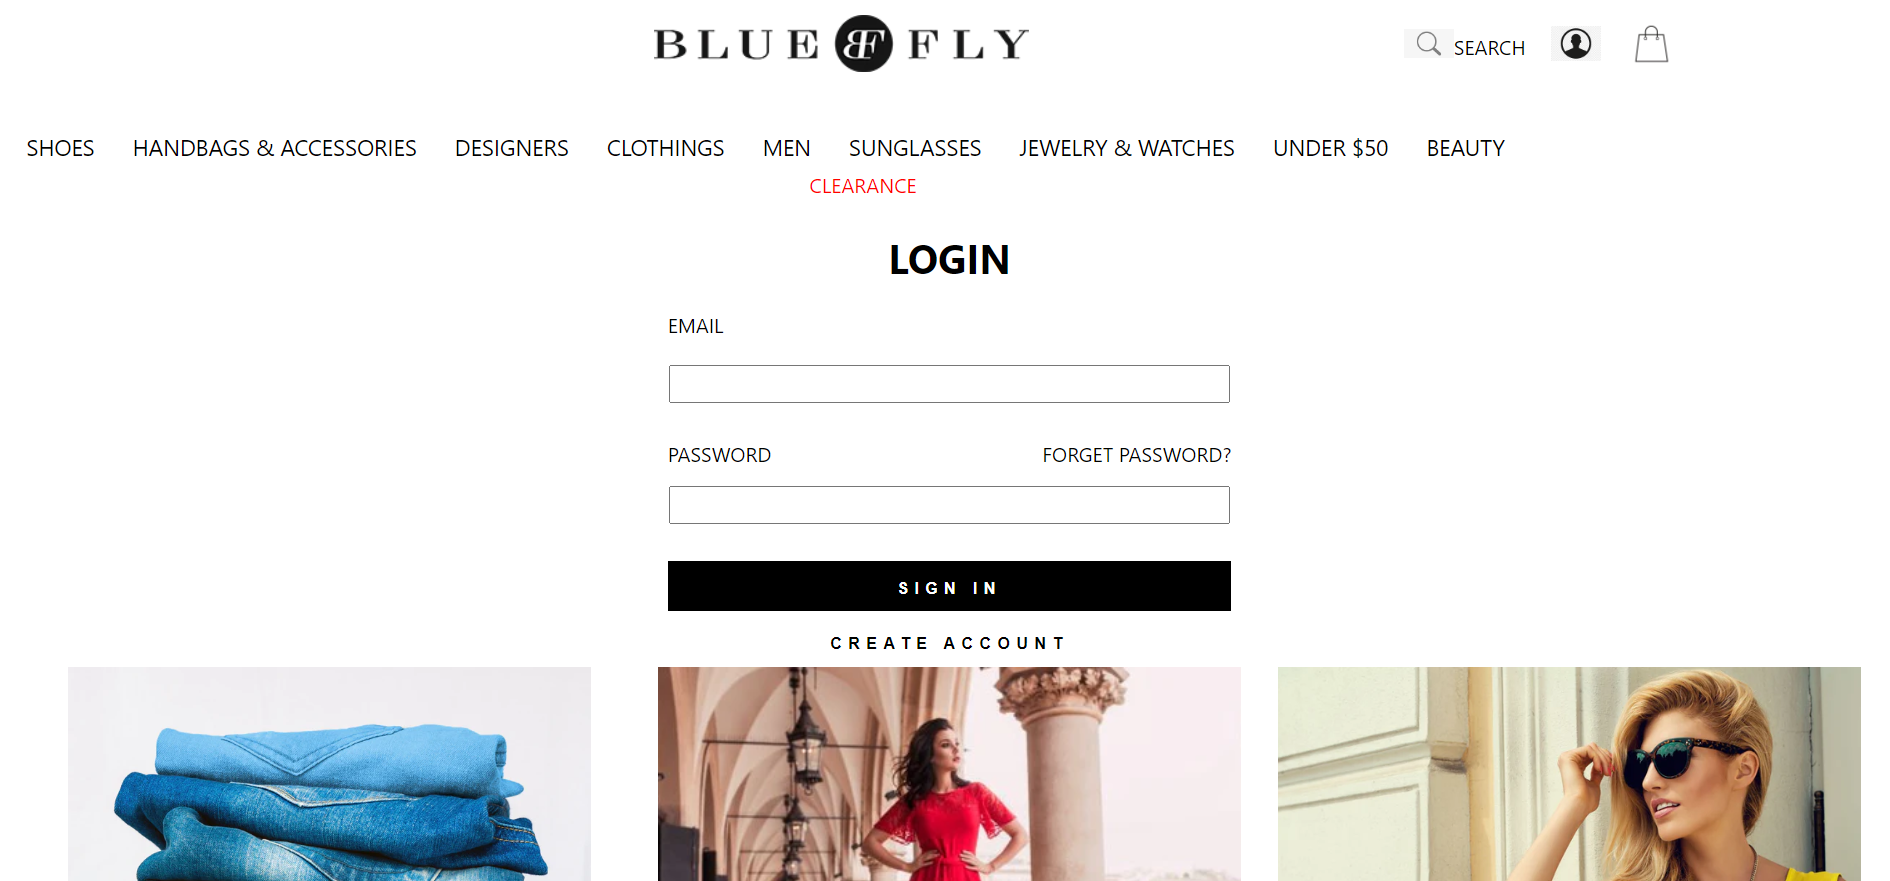 BLUE BF FLY
SEARCH
SHOES HANDBAGS & ACCESSORIES DESIGNERS CLOTHINGS MEN SUNGLASSES JEWELRY & WATCHES UNDER $50 BEAUTY
CLEARANCE
LOGIN
EMAIL
PASSWORD FORGET PASSWORD?
SIGN IN
CREATE ACCOUNT